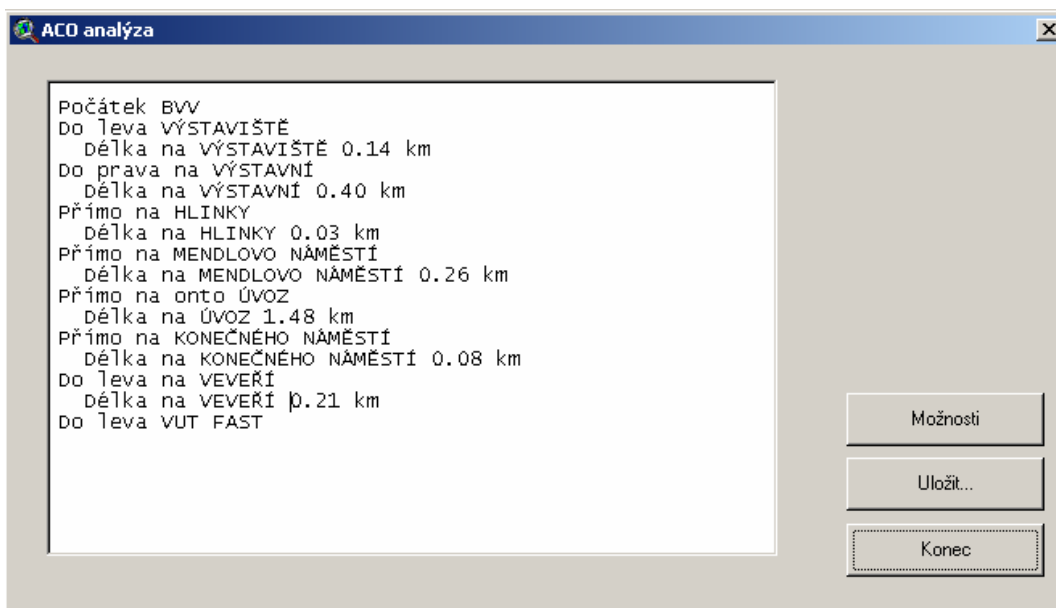 ACO analýza
Počátek BVV
Do leva VÝSTAVIŠTĚ
Délka na VÝSTAVIŠTĚ 0.14 km
Do prava na VÝSTAVNÍ
Délka na VÝSTAVNÍ 0.40 km
Přímo na HLINKY
Délka na HLINKY 0.03 km
Přímo na MENDLOVO NÁMĚSTÍ
Délka na MENDLOVO NÁMĚSTÍ 0.26 km
Přímo na onto ÚVOZ
Délka na ÚVOZ 1.48 km
Přímo na KONEČNÉHO NÁMĚSTÍ
Délka na KONEČNÉHO NÁMĚSTÍ 0.08 km
Do leva na VEVEŘÍ
Délka na VEVEŘÍ 0.21 km
Do leva VUT FAST
Možnosti
Uložit...
Konec